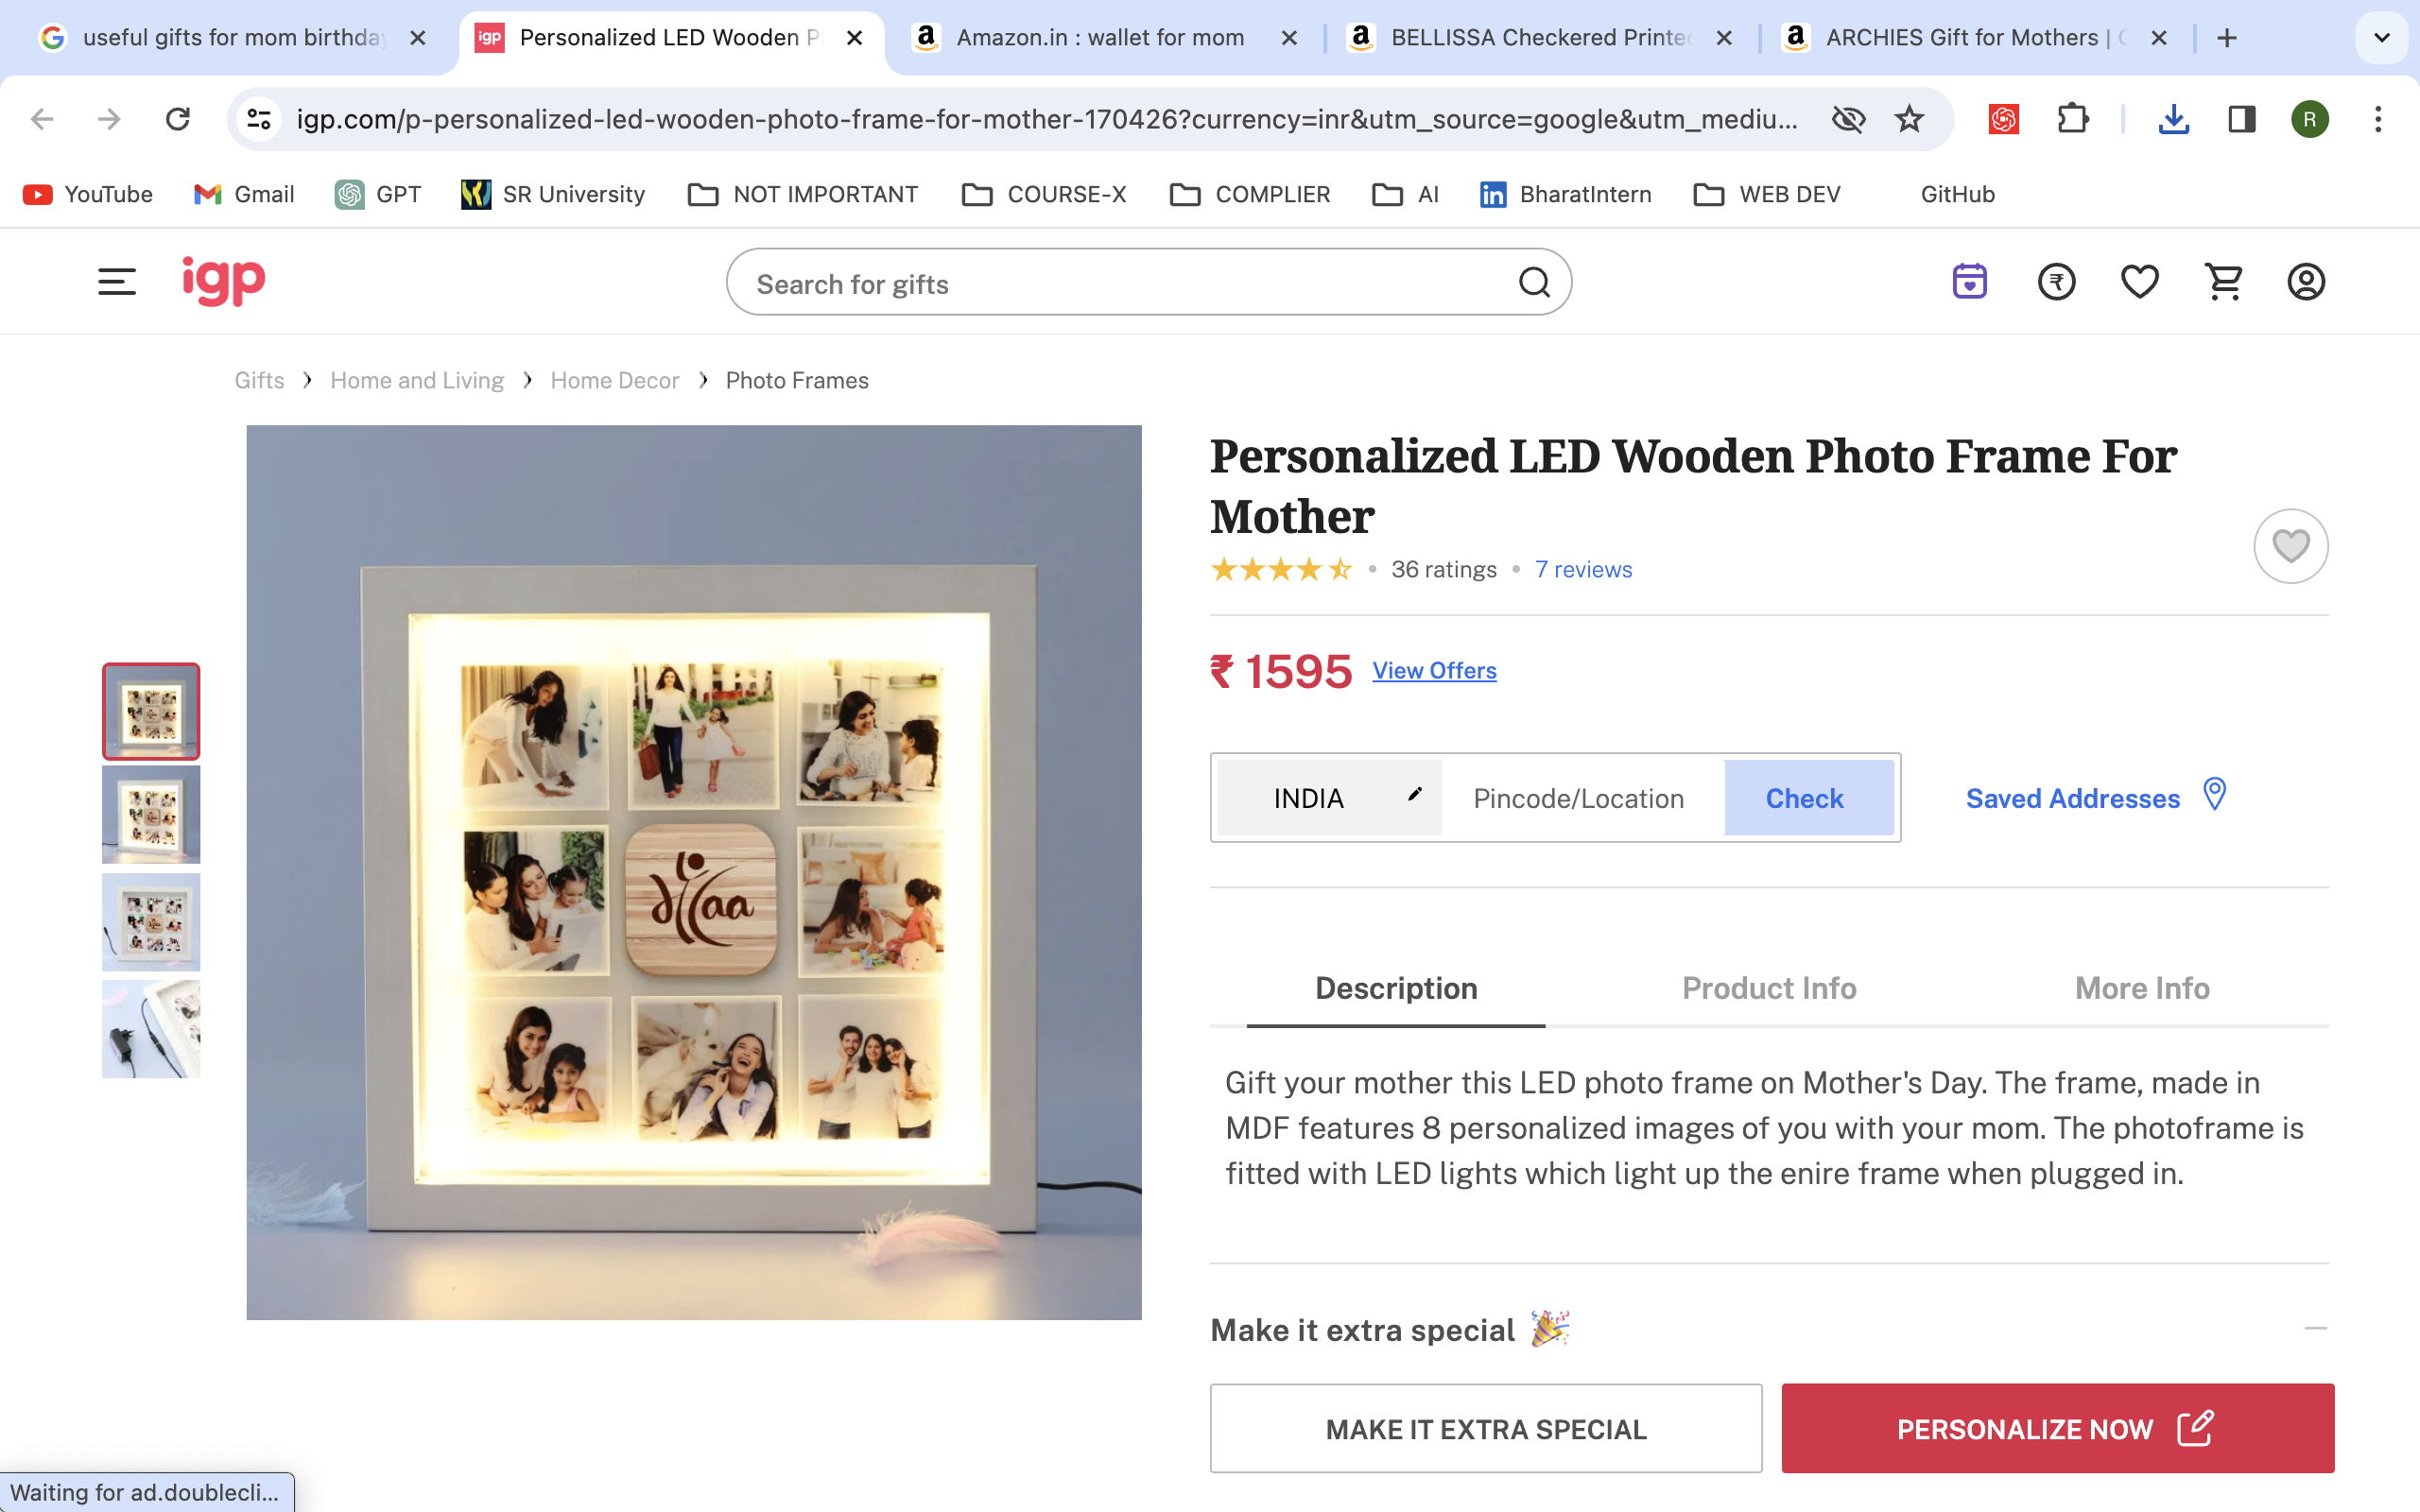 useful gifts for mom birthda
igp Personalized LED Wooden P
Amazon.in : wallet for mom
BELLISSA Checkered Printed
ARCHIES Gift for Mothers |
igp.com/p-personalized-led-wooden-photo-frame-for-mother-170426?currency=inr&utm_source=google&utm_mediu...
R
YouTube
Gmail
GPT
SR University
NOT IMPORTANT
COURSE-X
COMPLIER
AI
in BharatIntern
WEB DEV
GitHub
igp
Search for gifts
₹
Gifts › Home and Living › Home Decor › Photo Frames
Personalized LED Wooden Photo Frame For
Mother
36 ratings • 7 reviews
₹ 1595 View Offers
INDIA Pincode/Location Check Saved Addresses
Maa
Description Product Info More Info
Gift your mother this LED photo frame on Mother's Day. The frame, made in
MDF features 8 personalized images of you with your mom. The photoframe is
fitted with LED lights which light up the enire frame when plugged in.
Make it extra special 🎉
MAKE IT EXTRA SPECIAL PERSONALIZE NOW
Waiting for ad.doublecli...